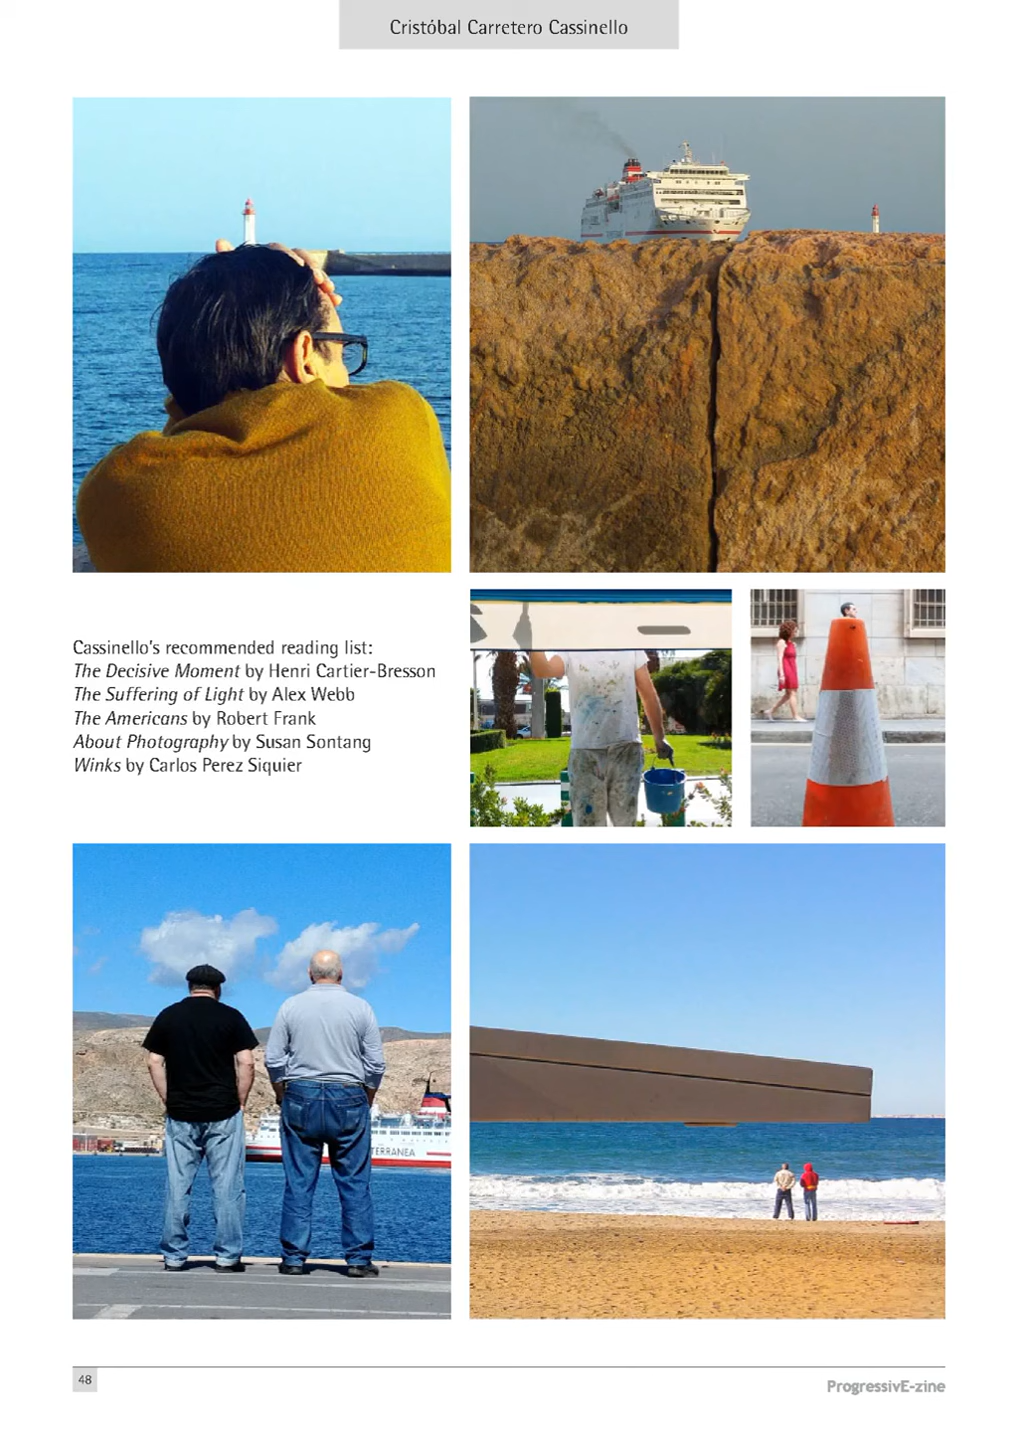 Cristóbal Carretero Cassinello
Cassinello's recommended reading list:
The Decisive Moment by Henri Cartier-Bresson
The Suffering of Light by Alex Webb
The Americans by Robert Frank
About Photography by Susan Sontang
Winks by Carlos Perez Siquier
TERRANEA
48
ProgressivE-zine